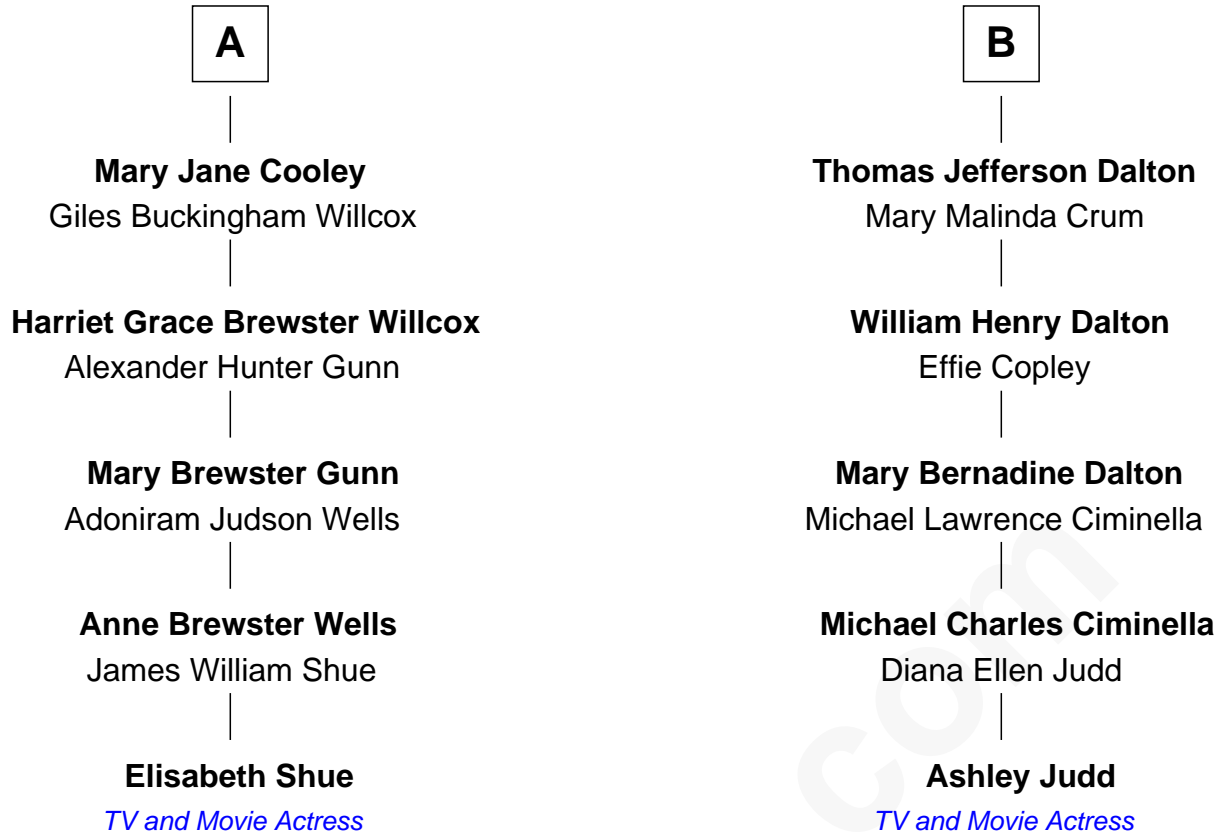 A
Mary Jane Cooley
Giles Buckingham Willcox
Harriet Grace Brewster Willcox
Alexander Hunter Gunn
Mary Brewster Gunn
Adoniram Judson Wells
Anne Brewster Wells
James William Shue
Elisabeth Shue
TV and Movie Actress
B
Thomas Jefferson Dalton
Mary Malinda Crum
William Henry Dalton
Effie Copley
Mary Bernadine Dalton
Michael Lawrence Ciminella
Michael Charles Ciminella
Diana Ellen Judd
Ashley Judd
TV and Movie Actress
com